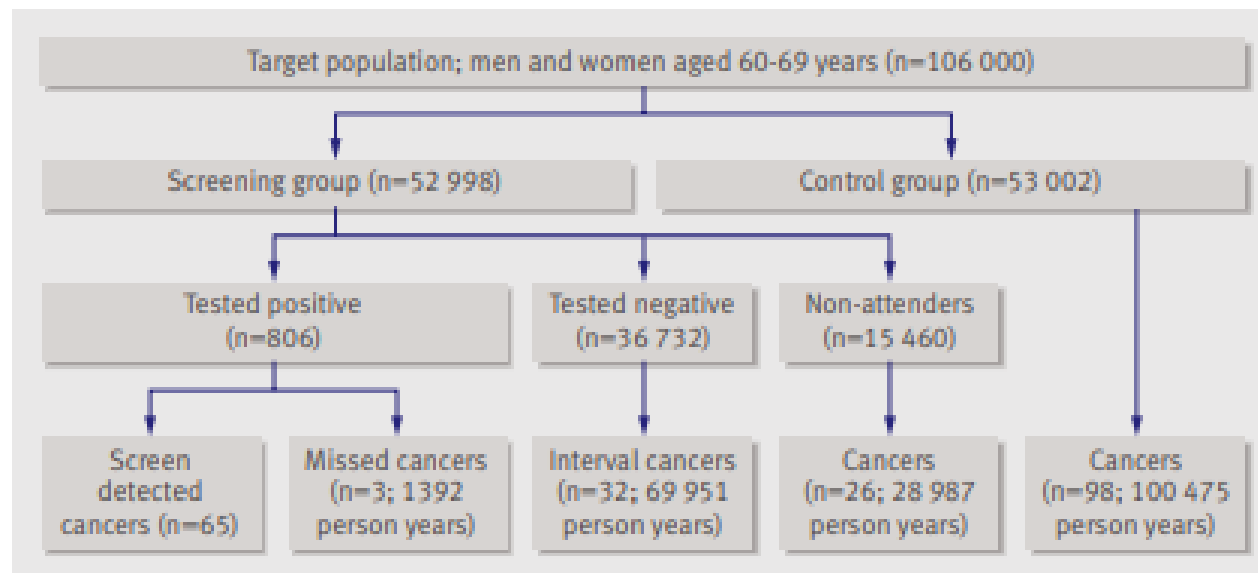 Target population; men and women aged 60-69 years (n=106 000)
Screening group (n=52 998)
Control group (n=53 002)
Tested positive
(n=806)
Tested negative
(n=36 732)
Non-attenders
(n=15 460)
Screen
detected
cancers (n=65)
Missed cancers
(n=3; 1392
person years)
Interval cancers
(n=32; 69 951
person years)
Cancers
(n=26; 28 987
person years)
Cancers
(n=98; 100 475
person years)